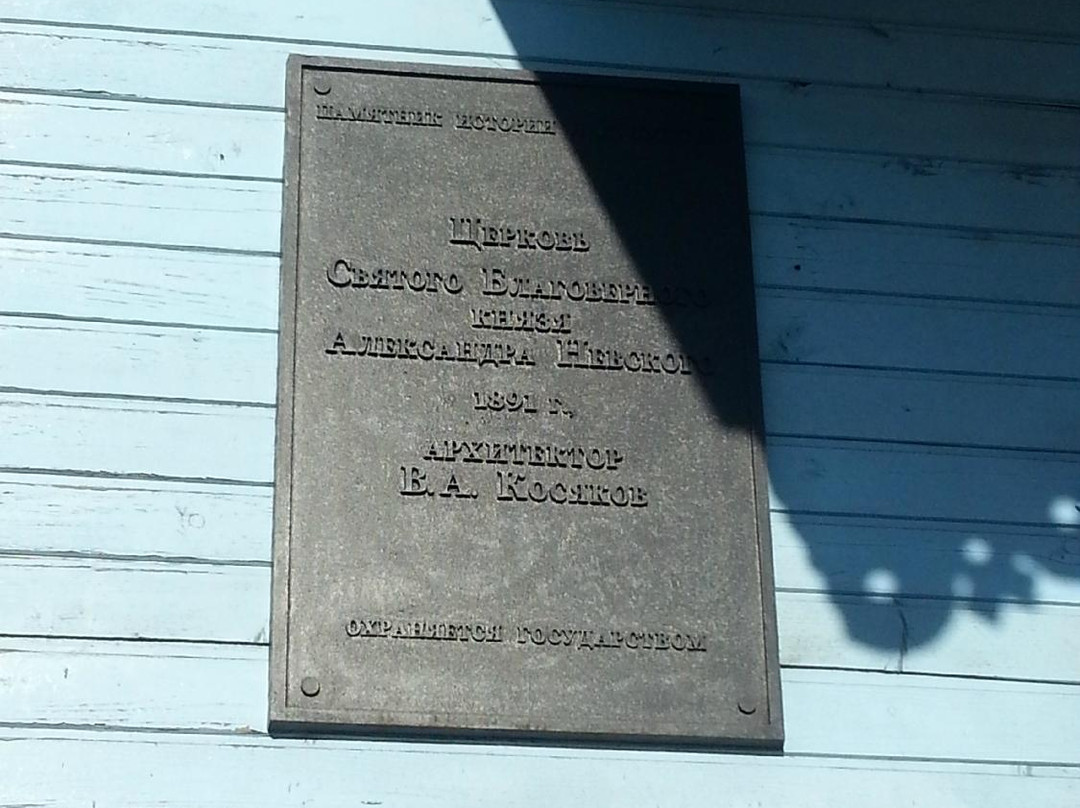 ПАМЯТНИК ИСТОРИИ
Церковь
Святого Благоверного
князя
Александра Невского
1891 г.
архитектор
В. А. Косяков
ОХРАНЯЕТСЯ ГОСУДАРСТВОМ